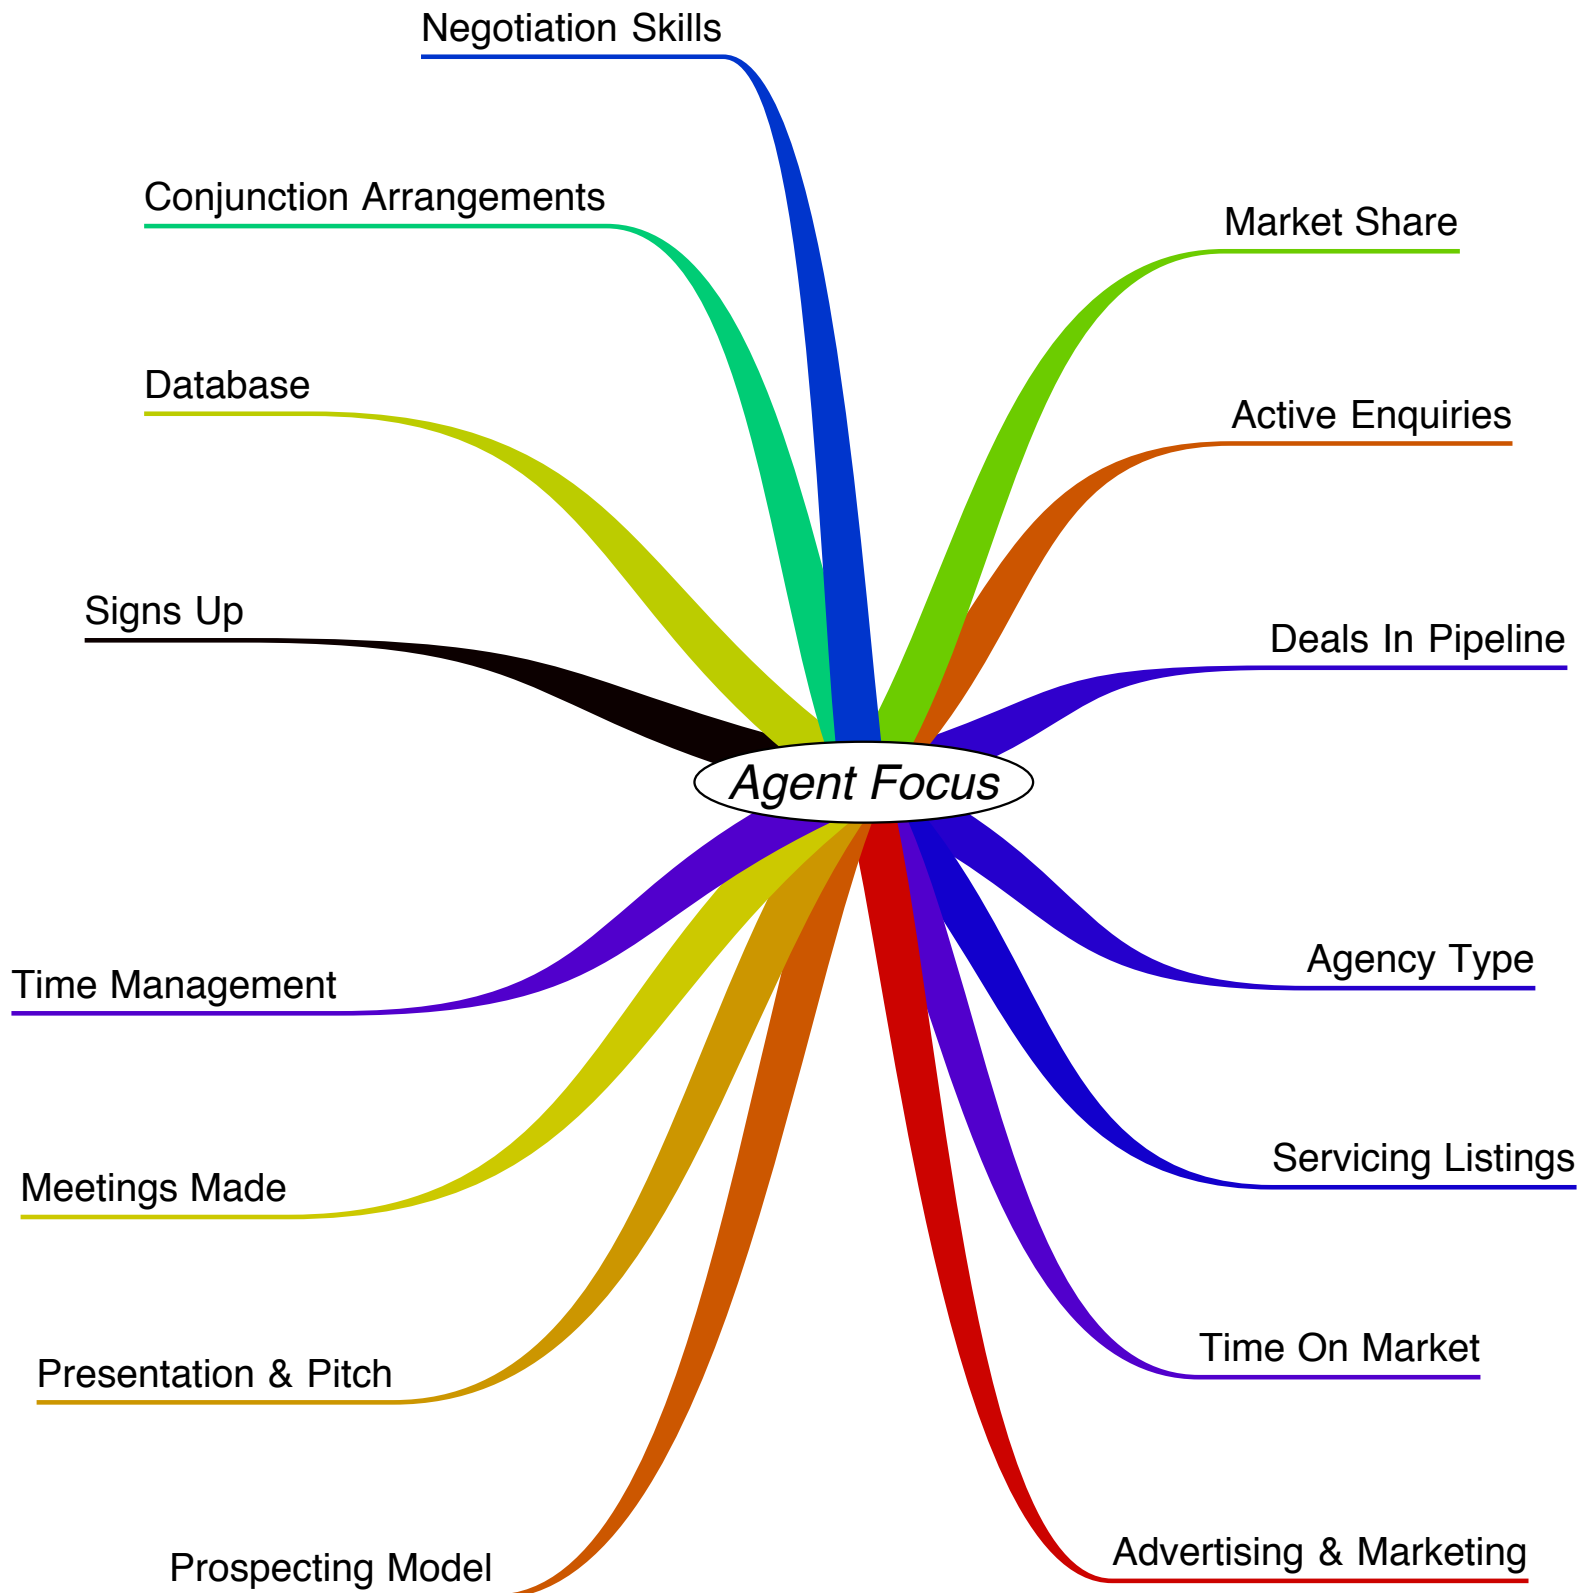 Negotiation Skills
Conjunction Arrangements
Market Share
Database
Active Enquiries
Signs Up
Deals In Pipeline
Agent Focus
Time Management
Agency Type
Meetings Made
Servicing Listings
Presentation & Pitch
Time On Market
Prospecting Model
Advertising & Marketing